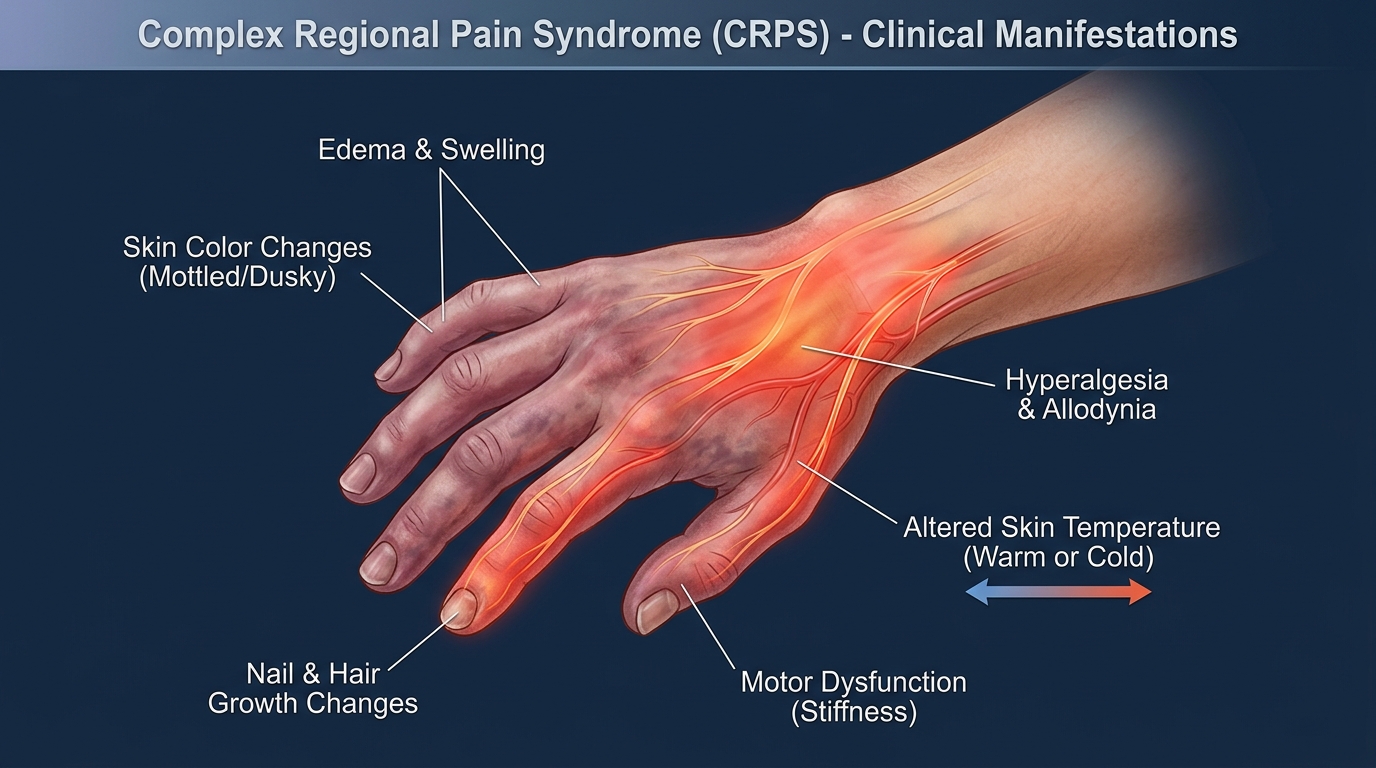 Complex Regional Pain Syndrome (CRPS) - Clinical Manifestations
Edema & Swelling
Skin Color Changes
(Mottled/Dusky)
Hyperalgesia
& Allodynia
Altered Skin Temperature
(Warm or Cold)
Nail & Hair
Growth Changes
Motor Dysfunction
(Stiffness)